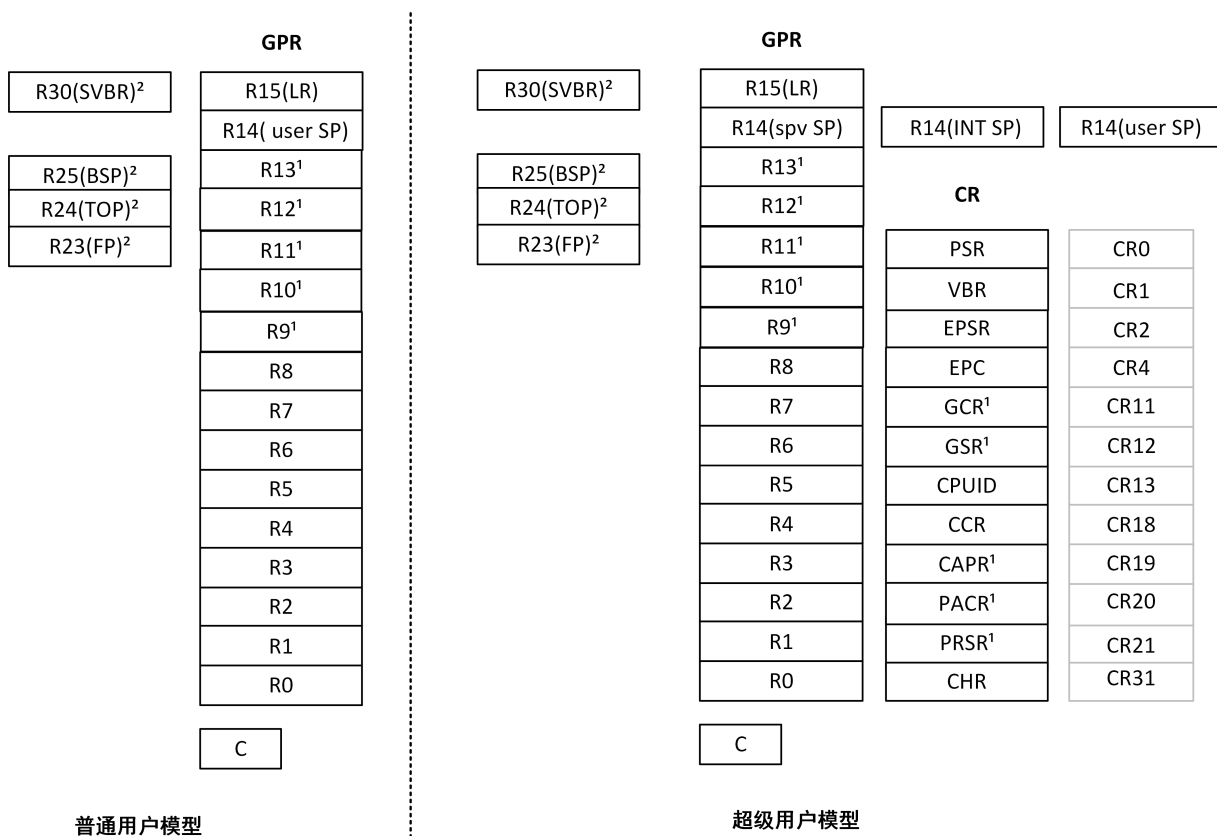 GPR
R30(SVBR)²
R15(LR)
R14( user SP)
R25(BSP)²
R24(TOP)²
R23(FP)²
R13¹
R12¹
R11¹
R10¹
R9¹
R8
R7
R6
R5
R4
R3
R2
R1
R0
C
普通用户模型
GPR
R30(SVBR)²
R15(LR)
R14(spv SP)
R14(INT SP)
R14(user SP)
R25(BSP)²
R24(TOP)²
R23(FP)²
R13¹
R12¹
R11¹
R10¹
R9¹
R8
R7
R6
R5
R4
R3
R2
R1
R0
C
CR
PSR
CR0
VBR
CR1
EPSR
CR2
EPC
CR4
GCR¹
CR11
GSR¹
CR12
CPUID
CR13
CCR
CR18
CAPR¹
CR19
PACR¹
CR20
PRSR¹
CR21
CHR
CR31
超级用户模型